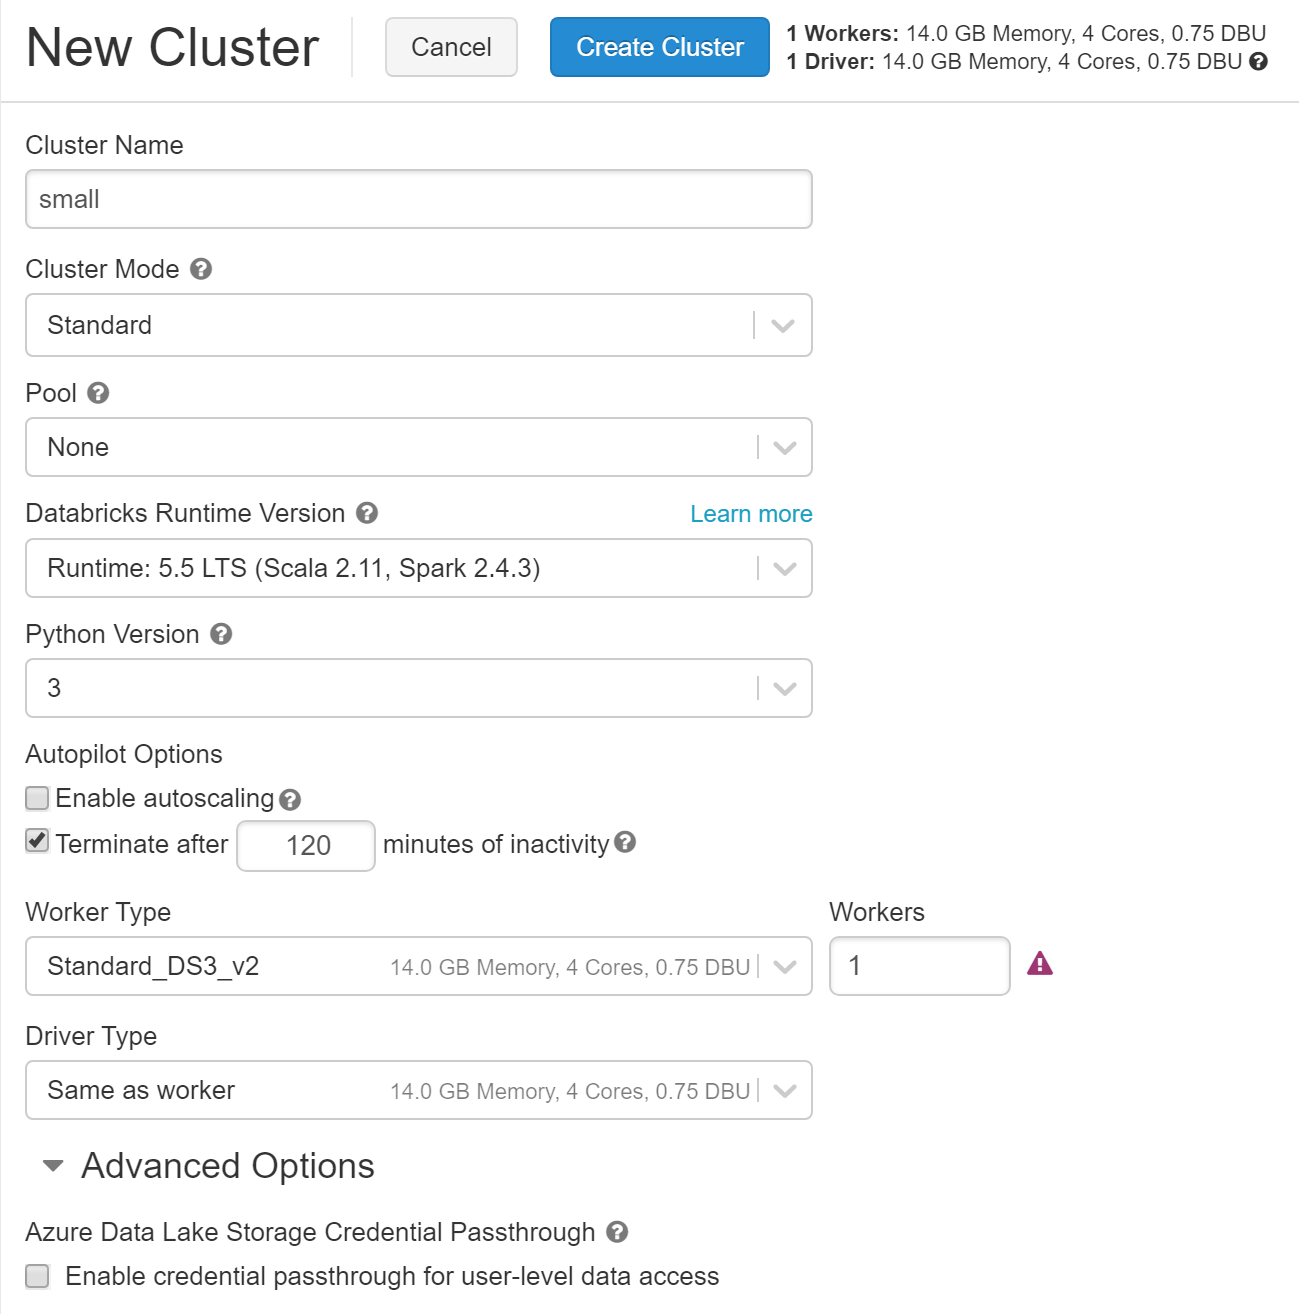 New Cluster
Cancel
Create Cluster
1 Workers: 14.0 GB Memory, 4 Cores, 0.75 DBU
1 Driver: 14.0 GB Memory, 4 Cores, 0.75 DBU ?
Cluster Name
small
Cluster Mode ?
Standard
Pool ?
None
Databricks Runtime Version ? Learn more
Runtime: 5.5 LTS (Scala 2.11, Spark 2.4.3)
Python Version ?
3
Autopilot Options
Enable autoscaling ?
Terminate after 120 minutes of inactivity ?
Worker Type Workers
Standard_DS3_v2 14.0 GB Memory, 4 Cores, 0.75 DBU 1 !
Driver Type
Same as worker 14.0 GB Memory, 4 Cores, 0.75 DBU
Advanced Options
Azure Data Lake Storage Credential Passthrough ?
Enable credential passthrough for user-level data access